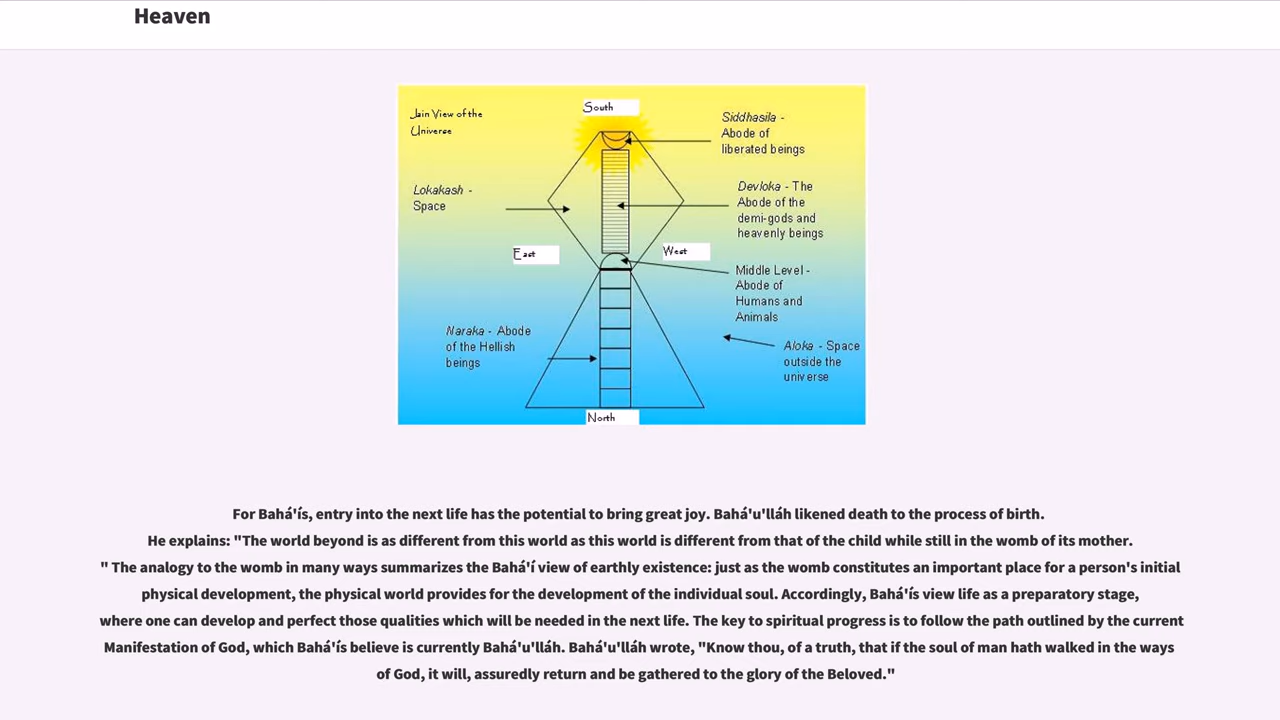 Heaven
Jain View of the
Universe
South
Siddhasila -
Abode of
liberated beings
Lokakash -
Space
Devloka - The
Abode of the
demi-gods and
heavenly beings
East
West
Middle Level -
Abode of
Humans and
Animals
Naraka - Abode
of the Hellish
beings
Aloka - Space
outside the
universe
North
For Bahá'ís, entry into the next life has the potential to bring great joy. Bahá'u'lláh likened death to the process of birth.
He explains: "The world beyond is as different from this world as this world is different from that of the child while still in the womb of its mother.
" The analogy to the womb in many ways summarizes the Bahá'í view of earthly existence: just as the womb constitutes an important place for a person's initial
physical development, the physical world provides for the development of the individual soul. Accordingly, Bahá'ís view life as a preparatory stage,
where one can develop and perfect those qualities which will be needed in the next life. The key to spiritual progress is to follow the path outlined by the current
Manifestation of God, which Bahá'ís believe is currently Bahá'u'lláh. Bahá'u'lláh wrote, "Know thou, of a truth, that if the soul of man hath walked in the ways
of God, it will, assuredly return and be gathered to the glory of the Beloved."